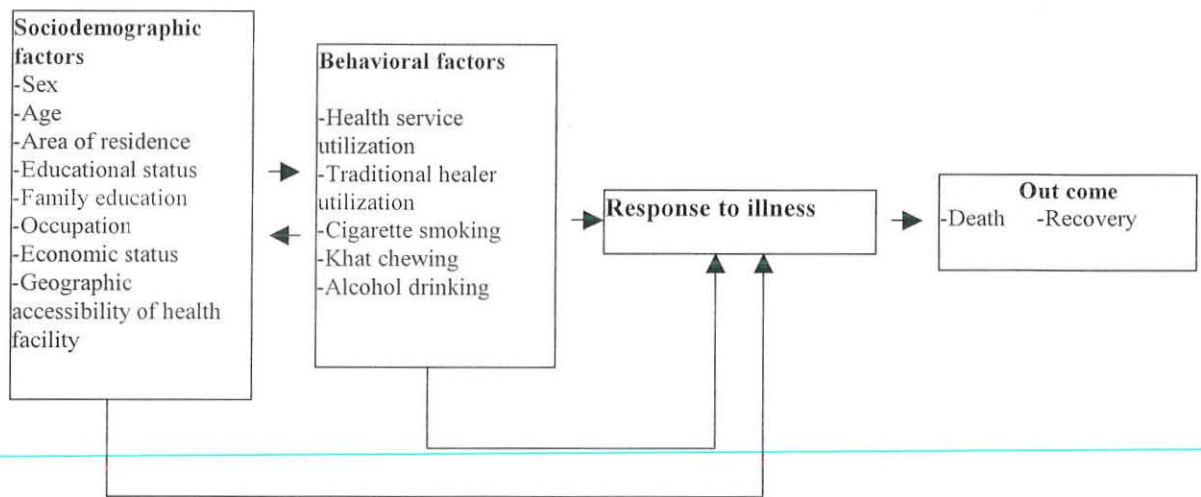 Sociodemographic
factors
-Sex
-Age
-Area of residence
-Educational status
-Family education
-Occupation
-Economic status
-Geographic
accessibility of health
facility
Behavioral factors
-Health service
utilization
-Traditional healer
utilization
-Cigarette smoking
-Khat chewing
-Alcohol drinking
Response to illness
Out come
-Death -Recovery